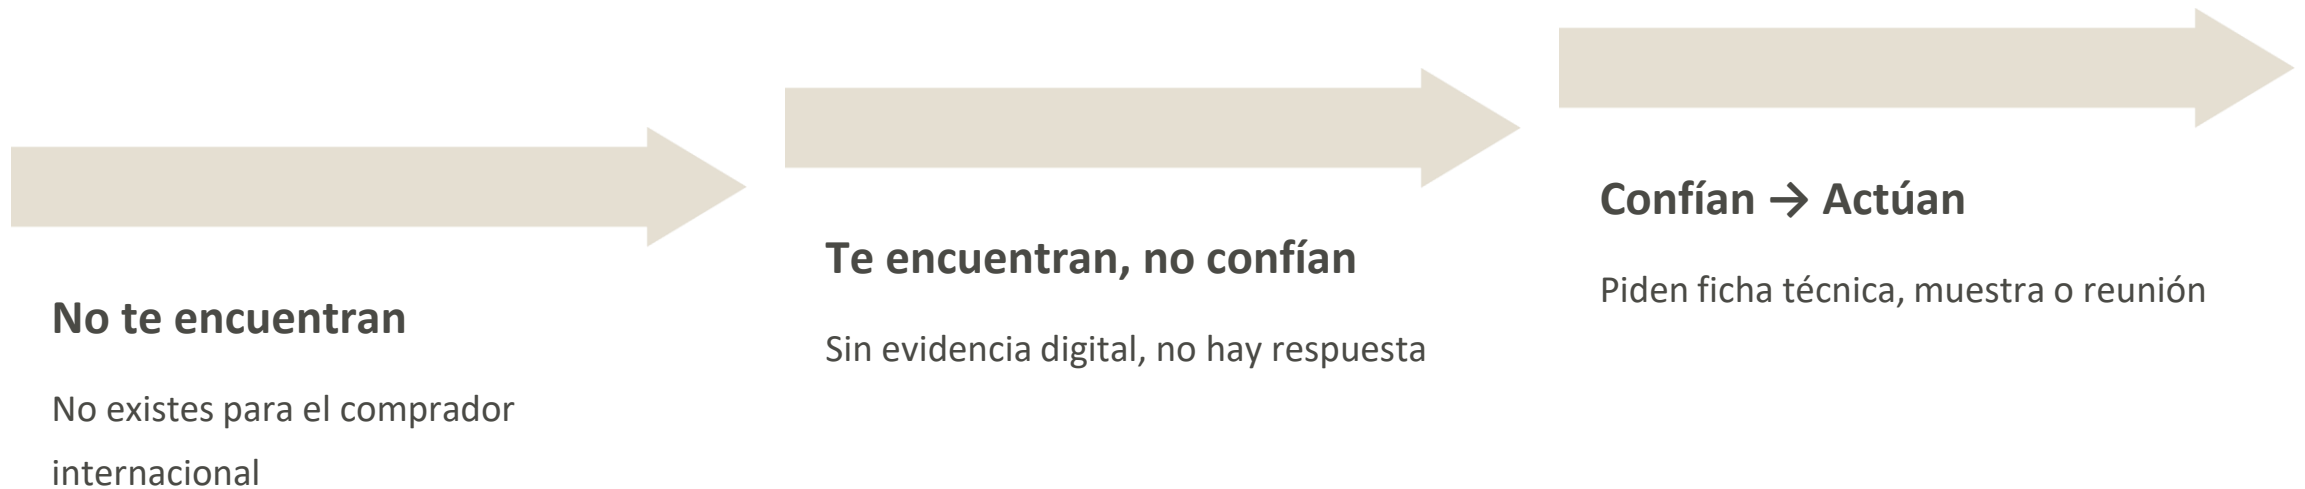 No te encuentran
No existes para el comprador
internacional
Te encuentran, no confían
Sin evidencia digital, no hay respuesta
Confían → Actúan
Piden ficha técnica, muestra o reunión